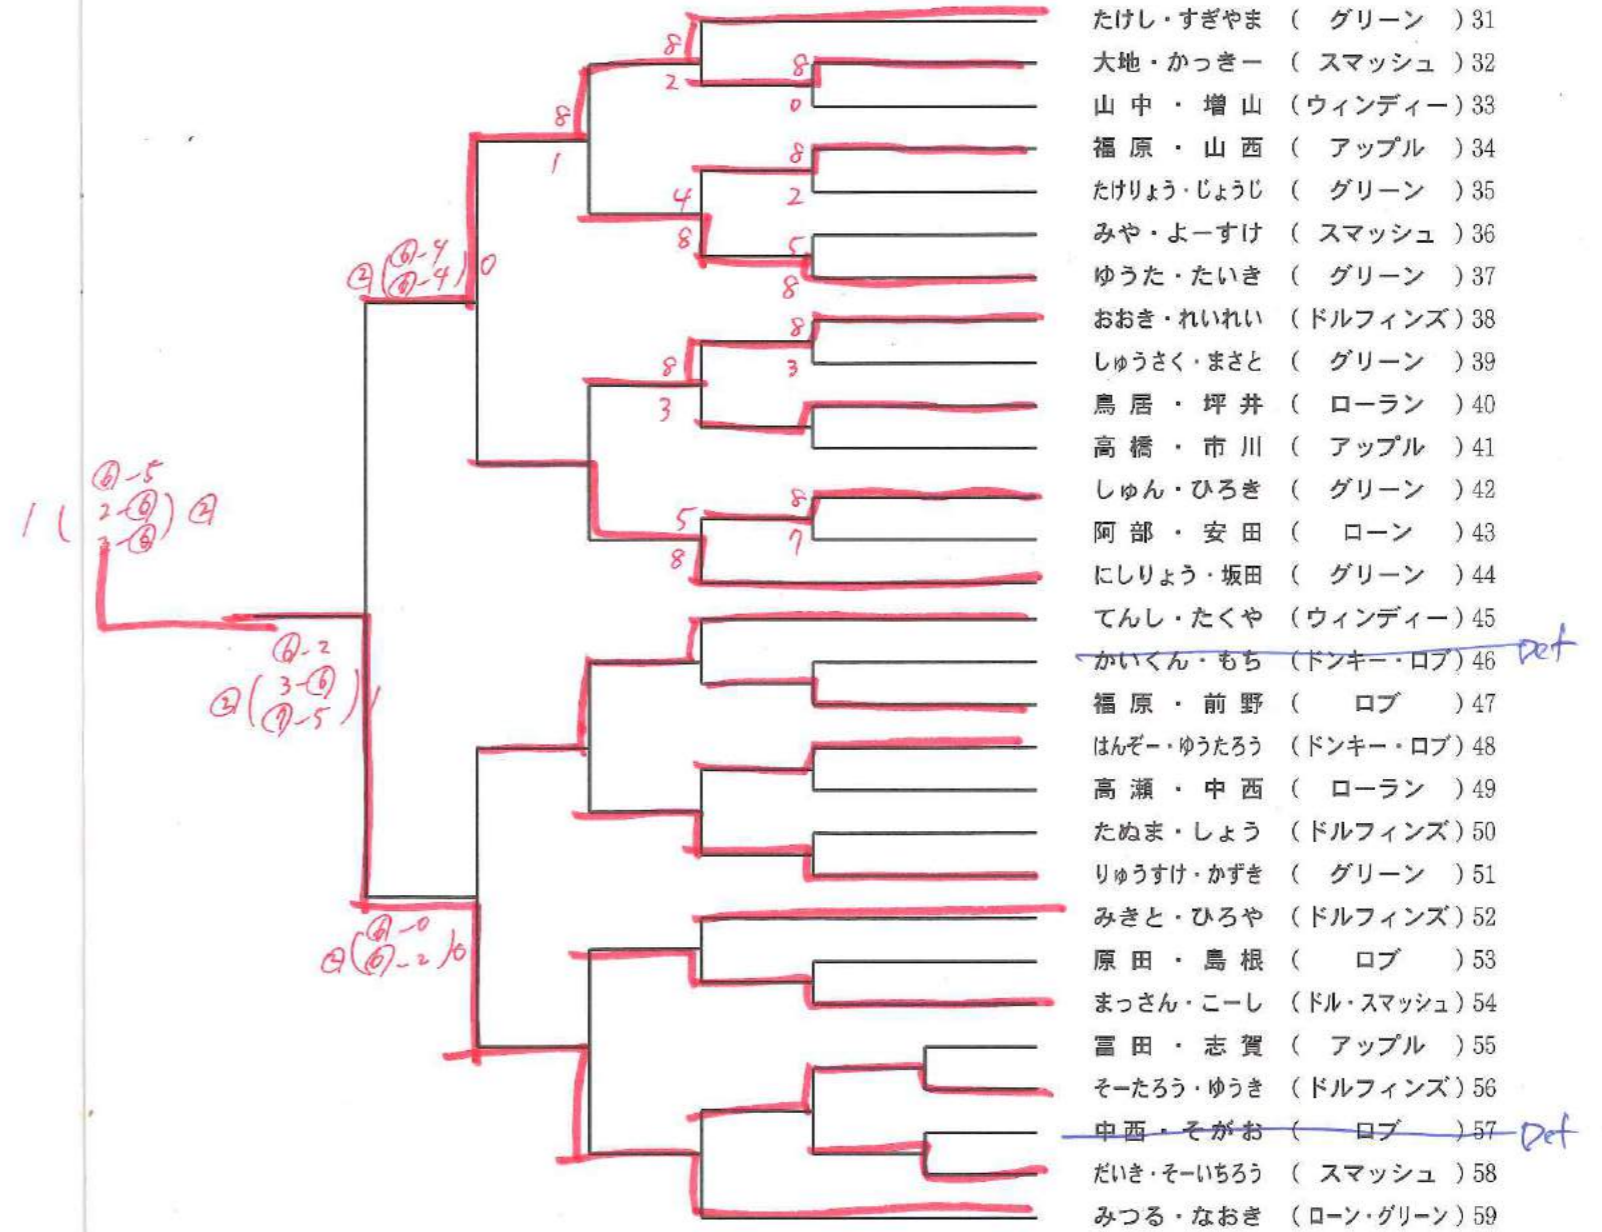 たけし・すぎやま ( グリーン ) 31
大地・かっきー ( スマッシュ ) 32
山中・増山 (ウィンディー) 33
福原・山西 ( アップル ) 34
たけりょう・じょうじ ( グリーン ) 35
みや・よーすけ ( スマッシュ ) 36
ゆうた・たいき ( グリーン ) 37
おおき・れいれい (ドルフィンズ) 38
しゅうさく・まさと ( グリーン ) 39
鳥居・坪井 ( ローラン ) 40
高橋・市川 ( アップル ) 41
しゅん・ひろき ( グリーン ) 42
阿部・安田 ( ローン ) 43
にしりょう・坂田 ( グリーン ) 44
てんし・たくや (ウィンディー) 45
かいくん・もち (ドンキー・ロブ) 46 Def
福原・前野 ( ロブ ) 47
はんぞー・ゆうたろう (ドンキー・ロブ) 48
高瀬・中西 ( ローラン ) 49
たぬま・しょう (ドルフィンズ) 50
りゅうすけ・かずき ( グリーン ) 51
みきと・ひろや (ドルフィンズ) 52
原田・島根 ( ロブ ) 53
まっさん・こーし (ドル・スマッシュ) 54
冨田・志賀 ( アップル ) 55
そーたろう・ゆうき (ドルフィンズ) 56
中西・そがお ( ロブ ) 57 Def
だいき・そーいちろう ( スマッシュ ) 58
みつる・なおき (ローン・グリーン) 59
8
2
8
0
8
1
8
2
4
8
5
8
②(⑥-4
⑥-4) 0
8
3
8
3
8
7
5
8
1 (⑥-5
2-⑥
3-⑥) ②
⑥-2
②(3-⑥
⑦-5) 1
②(⑥-0
⑥-2) 0